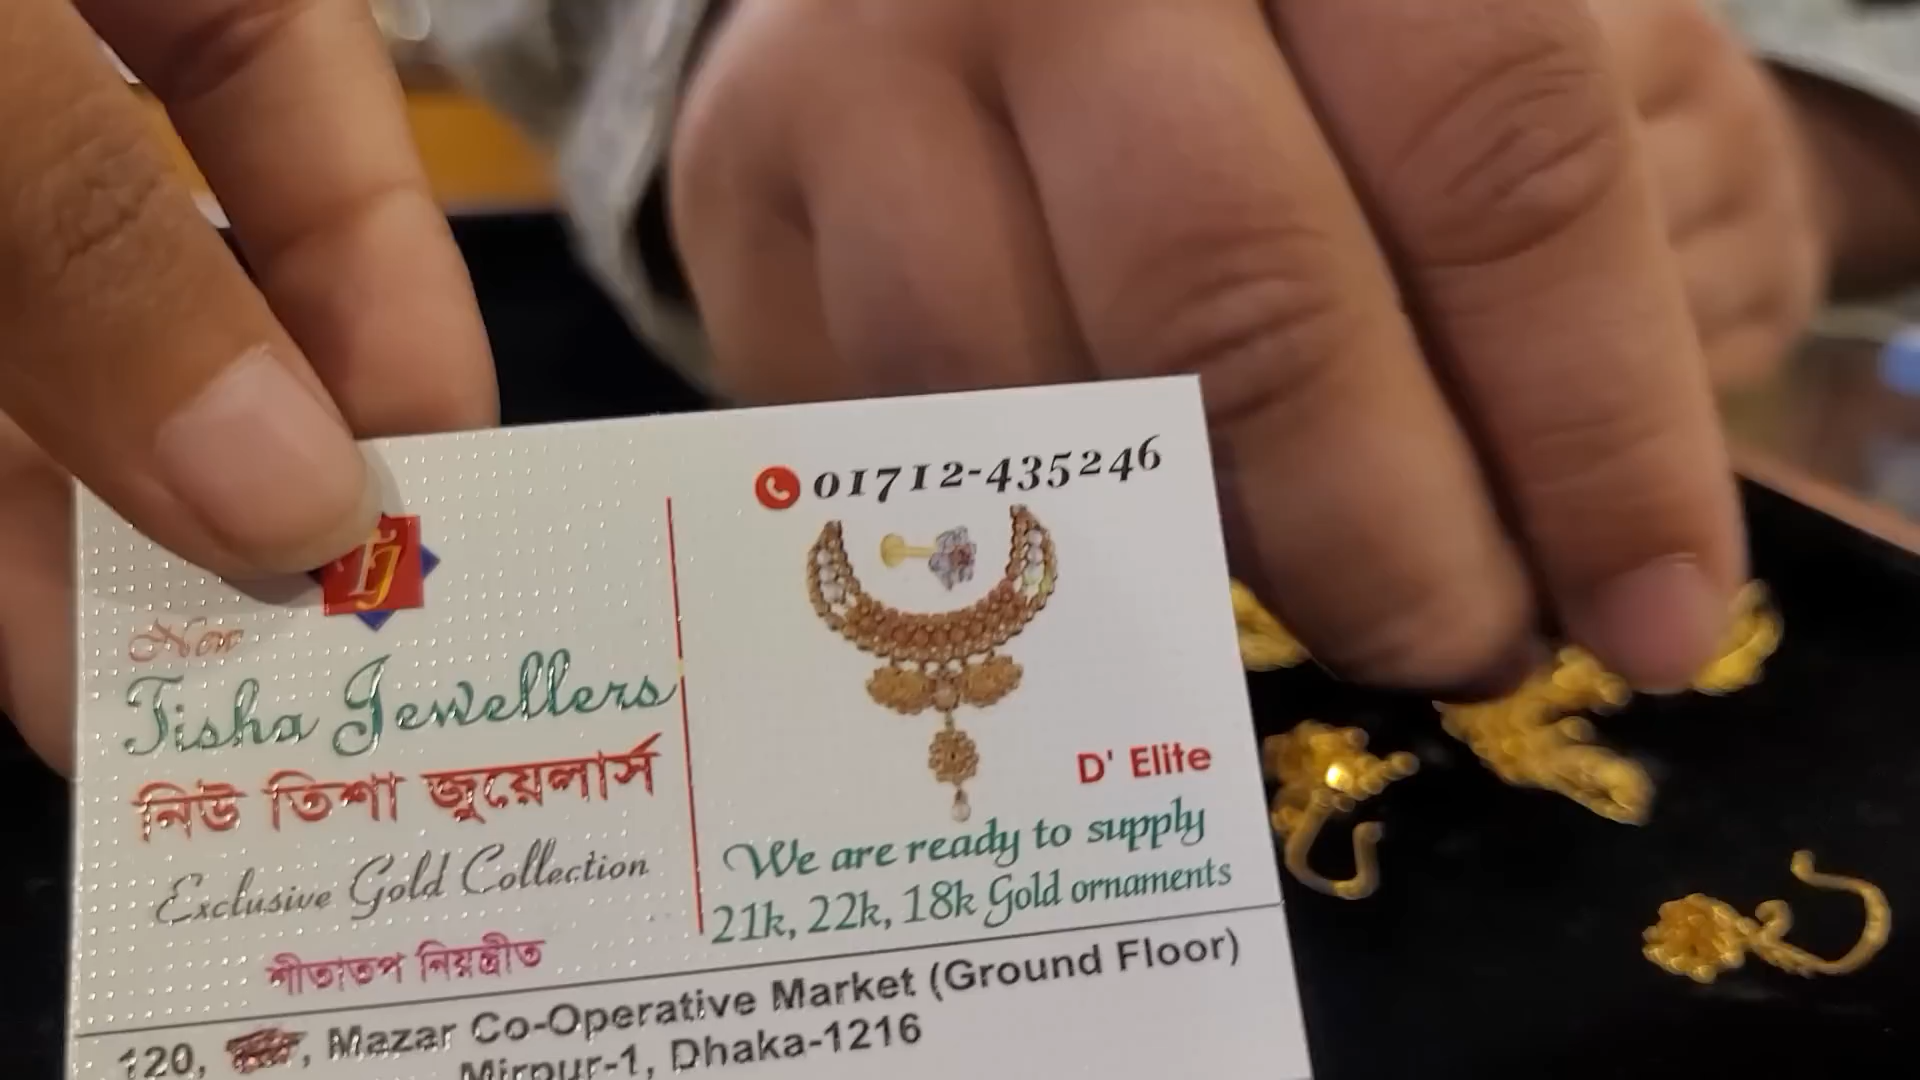 01712-435246
TJ
New
Tisha Jewellers
নিউ তিশা জুয়েলার্স
Exclusive Gold Collection
শীতাতপ নিয়ন্ত্রীত
D' Elite
We are ready to supply
21k, 22k, 18k Gold ornaments
120, , Mazar Co-Operative Market (Ground Floor)
Mirpur-1, Dhaka-1216